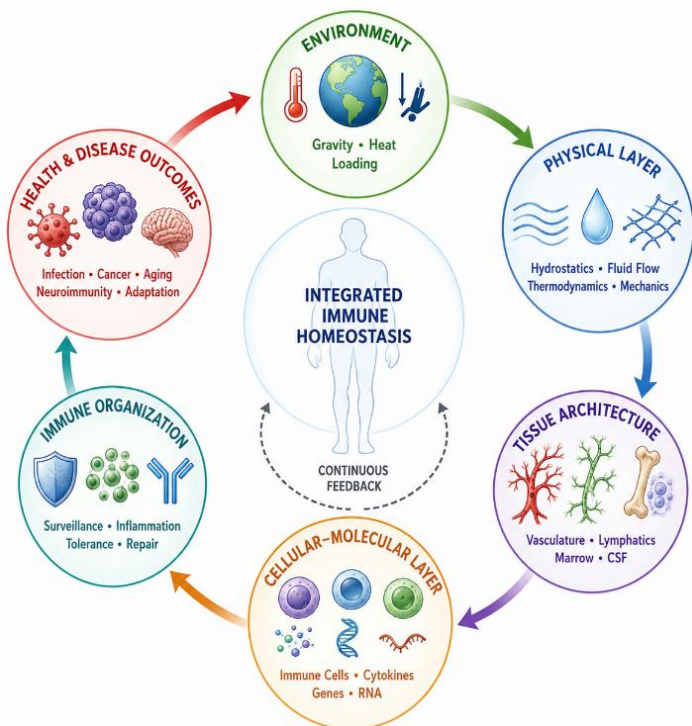 ENVIRONMENT
Gravity • Heat
Loading
PHYSICAL LAYER
Hydrostatics • Fluid Flow
Thermodynamics • Mechanics
TISSUE ARCHITECTURE
Vasculature • Lymphatics
Marrow • CSF
CELLULAR–MOLECULAR LAYER
Immune Cells • Cytokines
Genes • RNA
IMMUNE ORGANIZATION
Surveillance • Inflammation
Tolerance • Repair
HEALTH & DISEASE OUTCOMES
Infection • Cancer • Aging
Neuroimmunity • Adaptation
INTEGRATED
IMMUNE
HOMEOSTASIS
CONTINUOUS
FEEDBACK